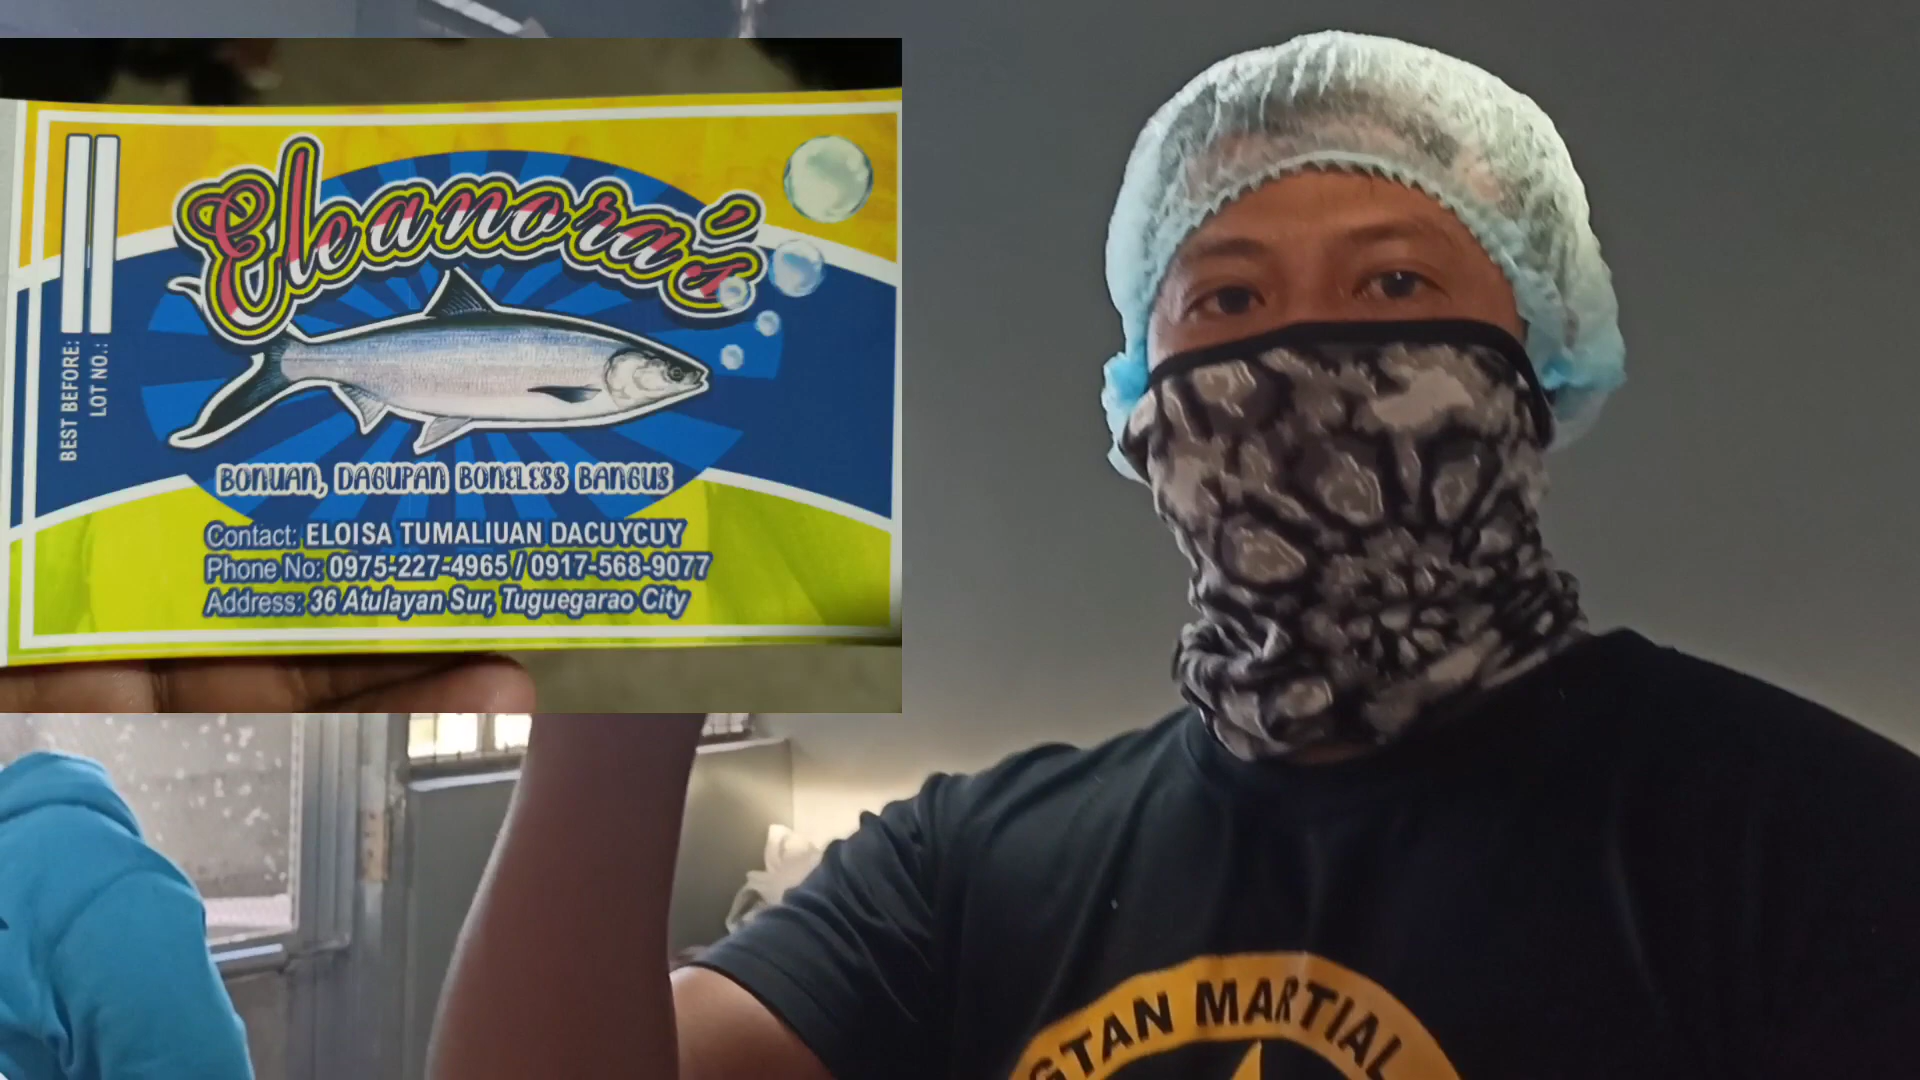 Eleanora's
BEST BEFORE:
LOT NO.:
BONUAN, DAGUPAN BONELESS BANGUS
Contact: ELOISA TUMALIUAN DACUYCUY
Phone No: 0975-227-4965 / 0917-568-9077
Address: 36 Atulayan Sur, Tuguegarao City
GTAN MARTIAL